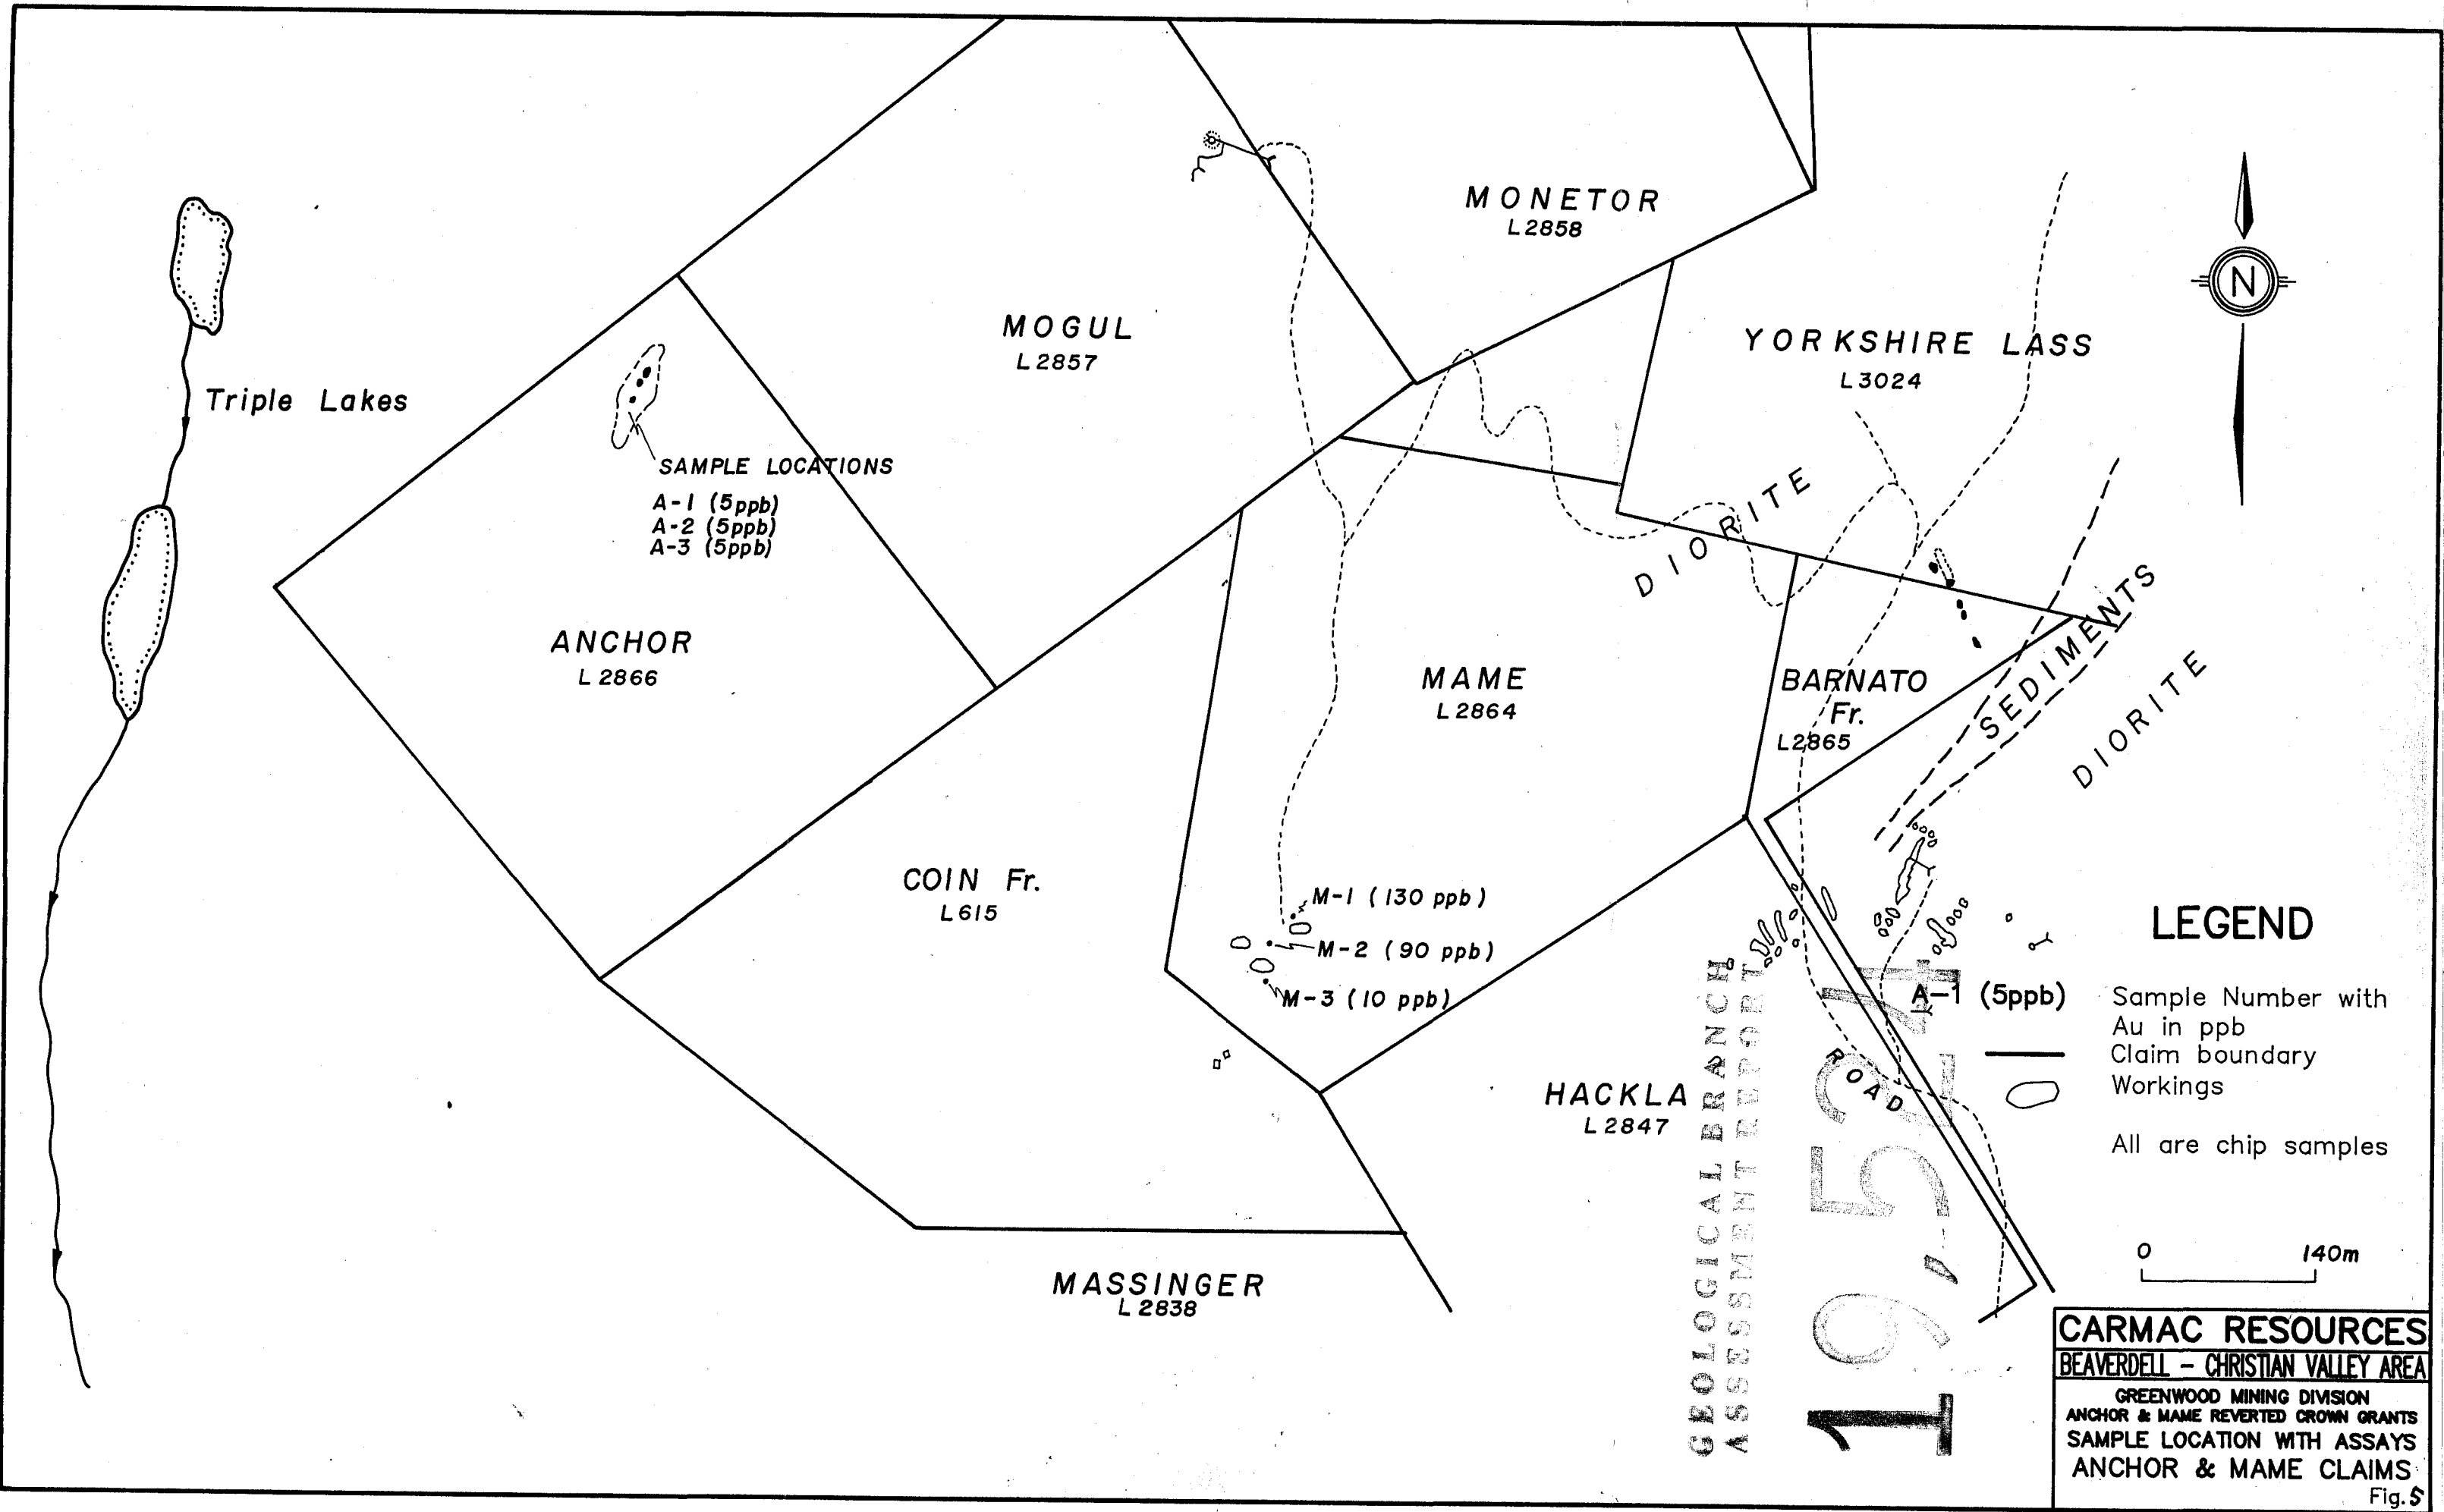 MONETOR
L2858
MOGUL
L2857
YORKSHIRE LASS
L3024
N
Triple Lakes
SAMPLE LOCATIONS
A-1 (5ppb)
A-2 (5ppb)
A-3 (5ppb)
DIORITE
ANCHOR
L 2866
MAME
L 2864
BARNATO
Fr.
L2865
SEDIMENTS
DIORITE
COIN Fr.
L615
M-1 (130 ppb)
M-2 (90 ppb)
M-3 (10 ppb)
HACKLA
L 2847
ROAD
MASSINGER
L 2838
GEOLOGICAL BRANCH
ASSESSMENT REPORT
19,524
LEGEND
A-1 (5ppb) Sample Number with
Au in ppb
Claim boundary
Workings
All are chip samples
0 140m
CARMAC RESOURCES
BEAVERDELL - CHRISTIAN VALLEY AREA
GREENWOOD MINING DIVISION
ANCHOR & MAME REVERTED CROWN GRANTS
SAMPLE LOCATION WITH ASSAYS
ANCHOR & MAME CLAIMS
Fig.5